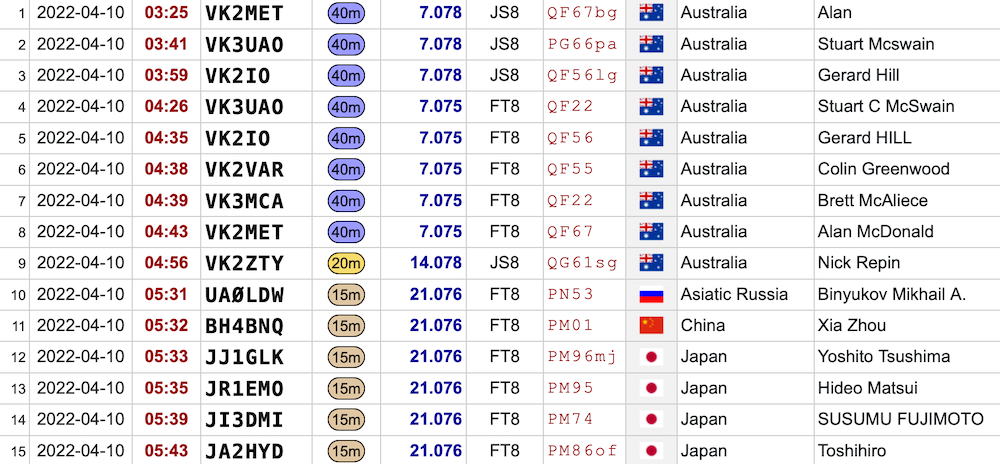 1 2022-04-10 03:25 VK2MET 40m 7.078 JS8 QF67bg Australia Alan
2 2022-04-10 03:41 VK3UAO 40m 7.078 JS8 PG66pa Australia Stuart Mcswain
3 2022-04-10 03:59 VK2IO 40m 7.078 JS8 QF56lg Australia Gerard Hill
4 2022-04-10 04:26 VK3UAO 40m 7.075 FT8 QF22 Australia Stuart C McSwain
5 2022-04-10 04:35 VK2IO 40m 7.075 FT8 QF56 Australia Gerard HILL
6 2022-04-10 04:38 VK2VAR 40m 7.075 FT8 QF55 Australia Colin Greenwood
7 2022-04-10 04:39 VK3MCA 40m 7.075 FT8 QF22 Australia Brett McAliece
8 2022-04-10 04:43 VK2MET 40m 7.075 FT8 QF67 Australia Alan McDonald
9 2022-04-10 04:56 VK2ZTY 20m 14.078 JS8 QG61sg Australia Nick Repin
10 2022-04-10 05:31 UAØLDW 15m 21.076 FT8 PN53 Asiatic Russia Binyukov Mikhail A.
11 2022-04-10 05:32 BH4BNQ 15m 21.076 FT8 PM01 China Xia Zhou
12 2022-04-10 05:33 JJ1GLK 15m 21.076 FT8 PM96mj Japan Yoshito Tsushima
13 2022-04-10 05:35 JR1EMO 15m 21.076 FT8 PM95 Japan Hideo Matsui
14 2022-04-10 05:39 JI3DMI 15m 21.076 FT8 PM74 Japan SUSUMU FUJIMOTO
15 2022-04-10 05:43 JA2HYD 15m 21.076 FT8 PM86of Japan Toshihiro